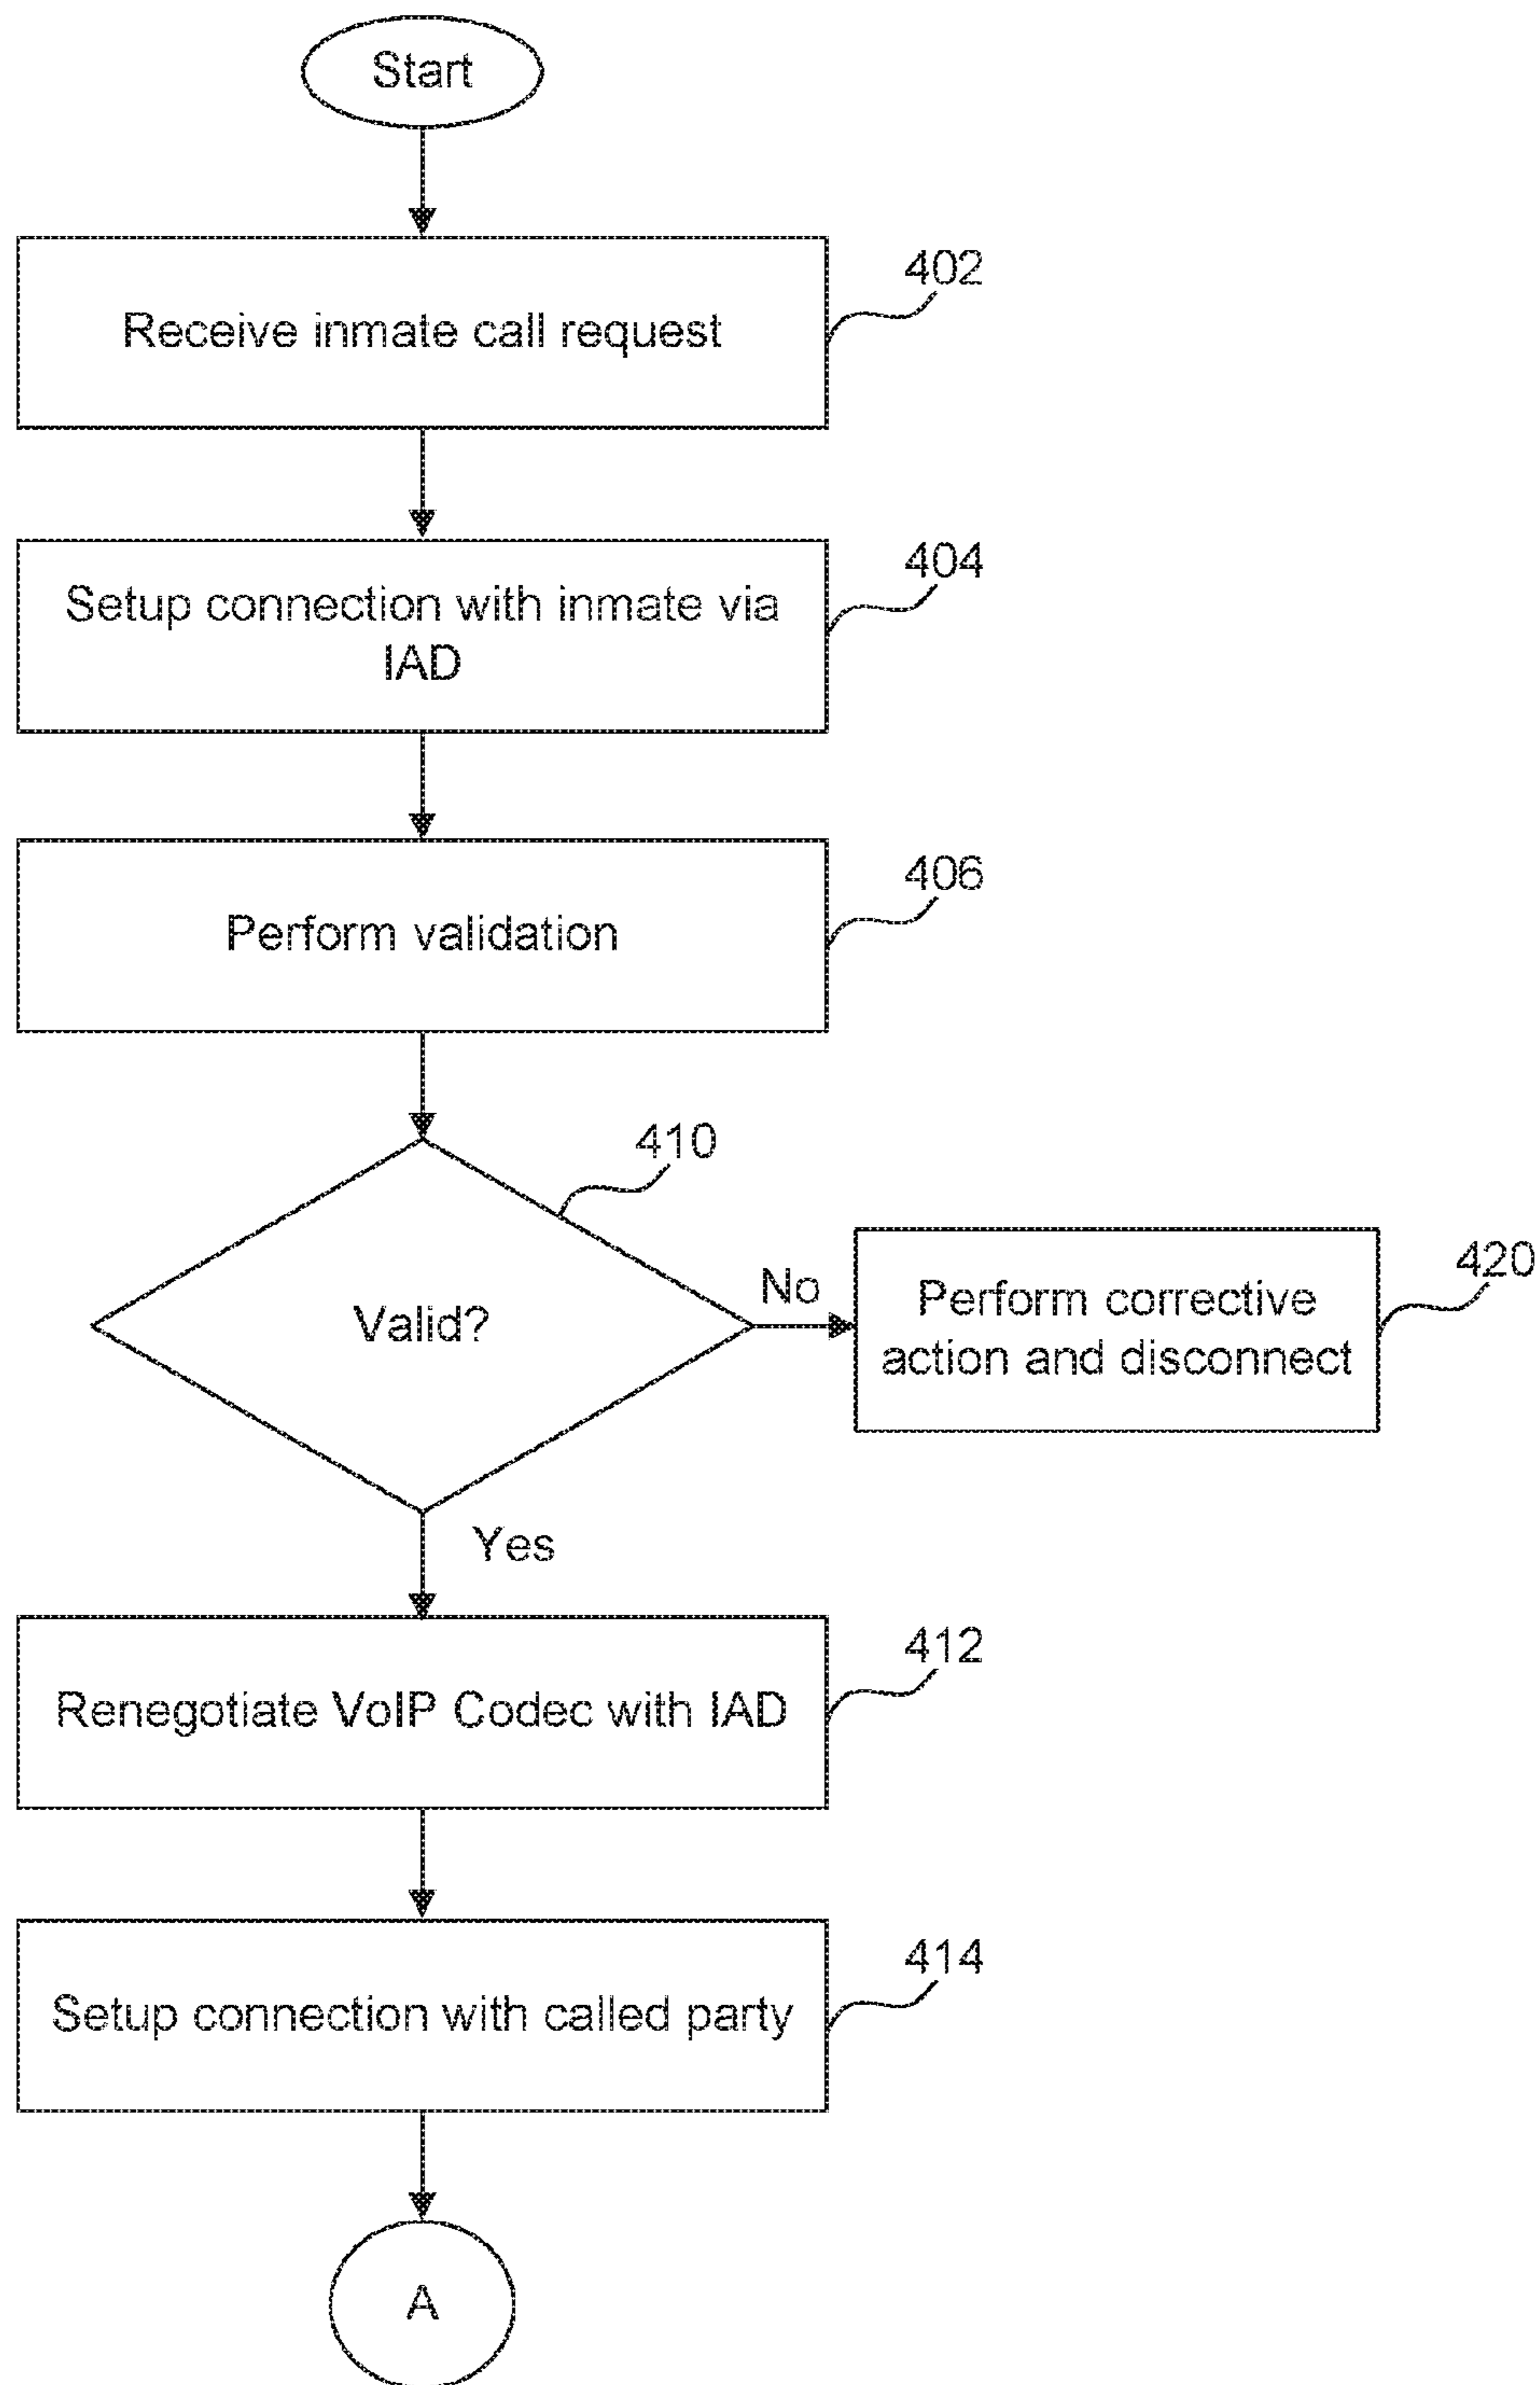 Start
Receive inmate call request
402
Setup connection with inmate via
IAD
404
Perform validation
406
410
Valid?
No
Perform corrective
action and disconnect
420
Yes
Renegotiate VoIP Codec with IAD
412
Setup connection with called party
414
A